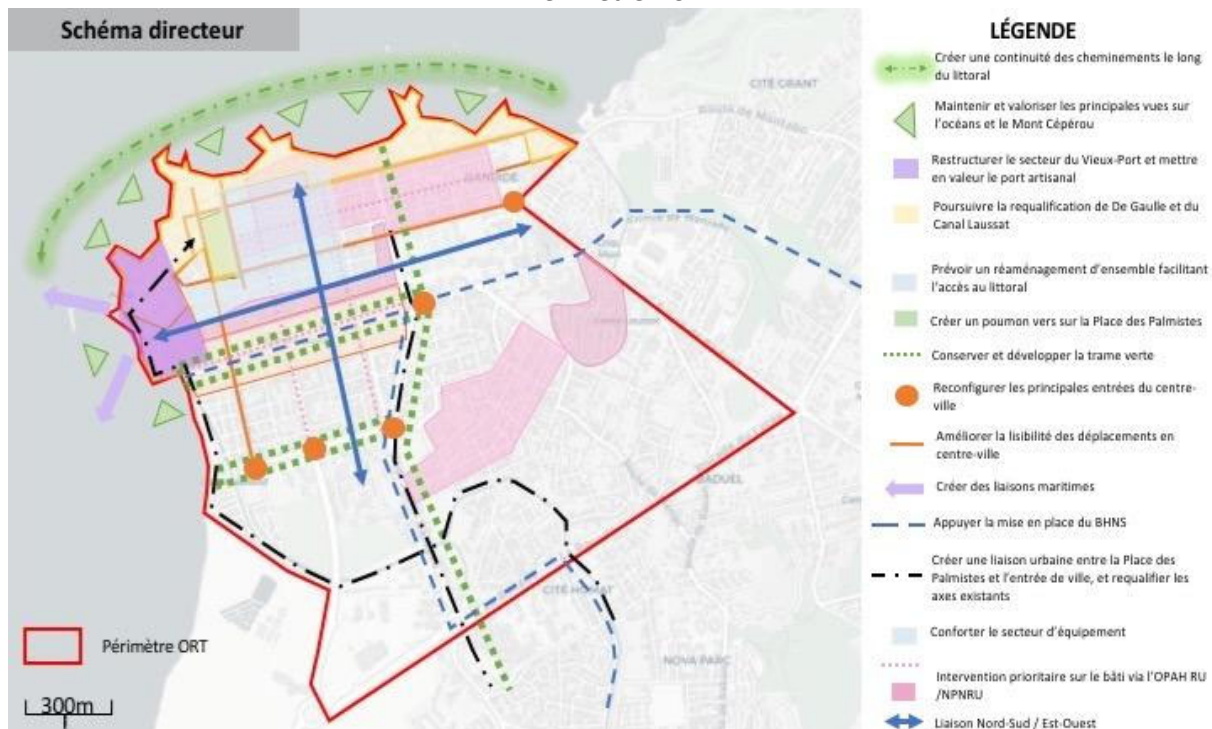 Schéma directeur
CITÉ GRANT
Route de Montabo
BADUEL
CITÉ HOMAT
NOVA PARC
Périmètre ORT
300m
LÉGENDE
Créer une continuité des cheminements le long
du littoral
Maintenir et valoriser les principales vues sur
l'océans et le Mont Cépérou
Restructurer le secteur du Vieux-Port et mettre
en valeur le port artisanal
Poursuivre la requalification de De Gaulle et du
Canal Laussat
Prévoir un réaménagement d'ensemble facilitant
l'accès au littoral
Créer un poumon vers sur la Place des Palmistes
Conserver et développer la trame verte
Reconfigurer les principales entrées du centre-
ville
Améliorer la lisibilité des déplacements en
centre-ville
Créer des liaisons maritimes
Appuyer la mise en place du BHNS
Créer une liaison urbaine entre la Place des
Palmistes et l'entrée de ville, et requalifier les
axes existants
Conforter le secteur d'équipement
Intervention prioritaire sur le bâti via l'OPAH RU
/NPNRU
Liaison Nord-Sud / Est-Ouest